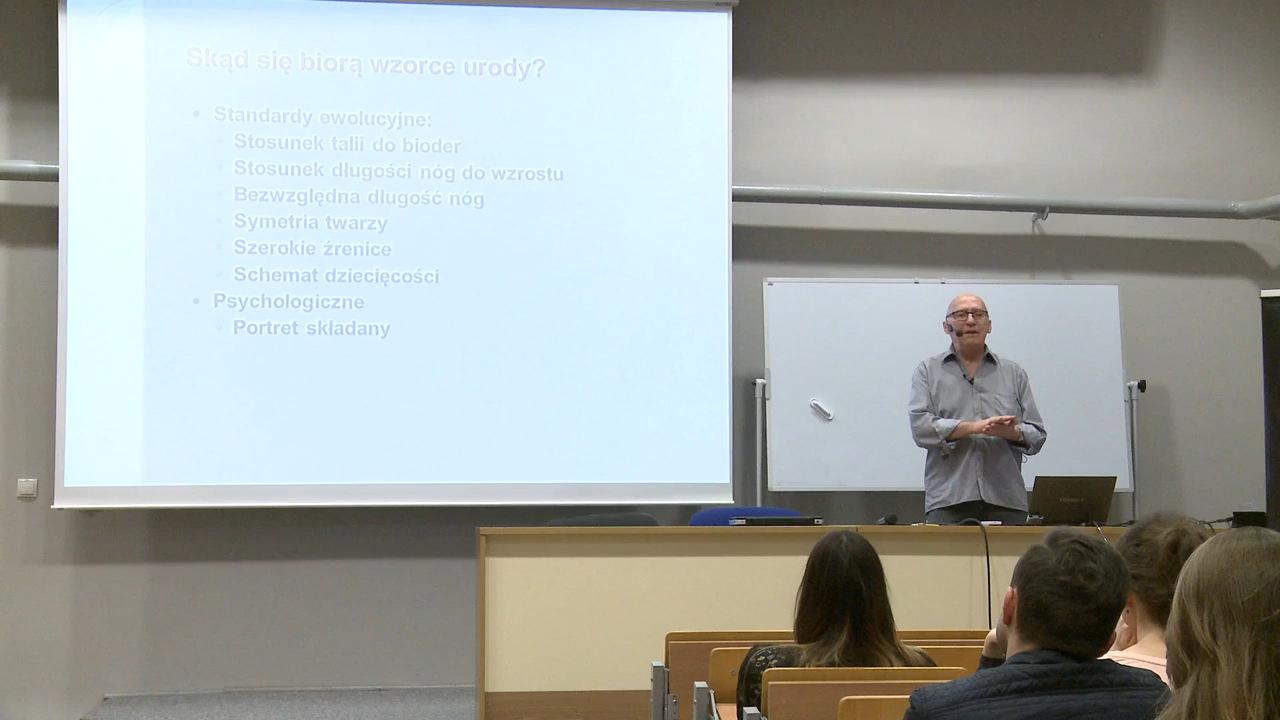 Skąd się biorą wzorce urody?
• Standardy ewolucyjne:
• Stosunek talii do bioder
• Stosunek długości nóg do wzrostu
• Bezwzględna długość nóg
• Symetria twarzy
• Szerokie źrenice
• Schemat dziecięcości
• Psychologiczne
• Portret składany